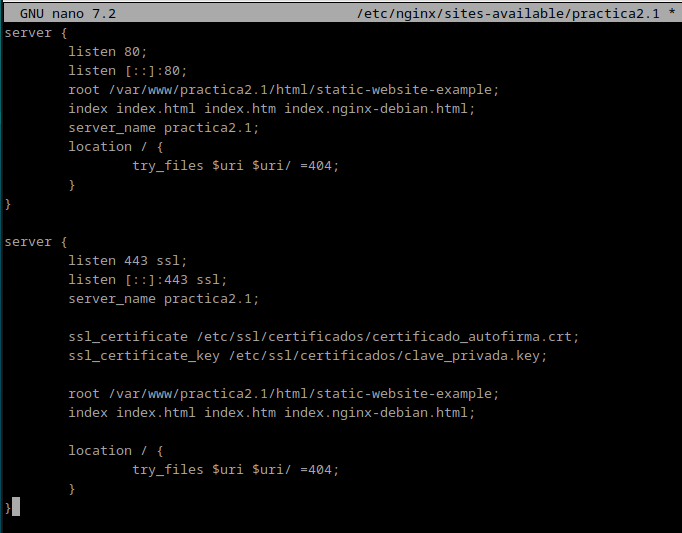 GNU nano 7.2 /etc/nginx/sites-available/practica2.1 *
server {
listen 80;
listen [::]:80;
root /var/www/practica2.1/html/static-website-example;
index index.html index.htm index.nginx-debian.html;
server_name practica2.1;
location / {
try_files $uri $uri/ =404;
}
}
server {
listen 443 ssl;
listen [::]:443 ssl;
server_name practica2.1;
ssl_certificate /etc/ssl/certificados/certificado_autofirma.crt;
ssl_certificate_key /etc/ssl/certificados/clave_privada.key;
root /var/www/practica2.1/html/static-website-example;
index index.html index.htm index.nginx-debian.html;
location / {
try_files $uri $uri/ =404;
}
}